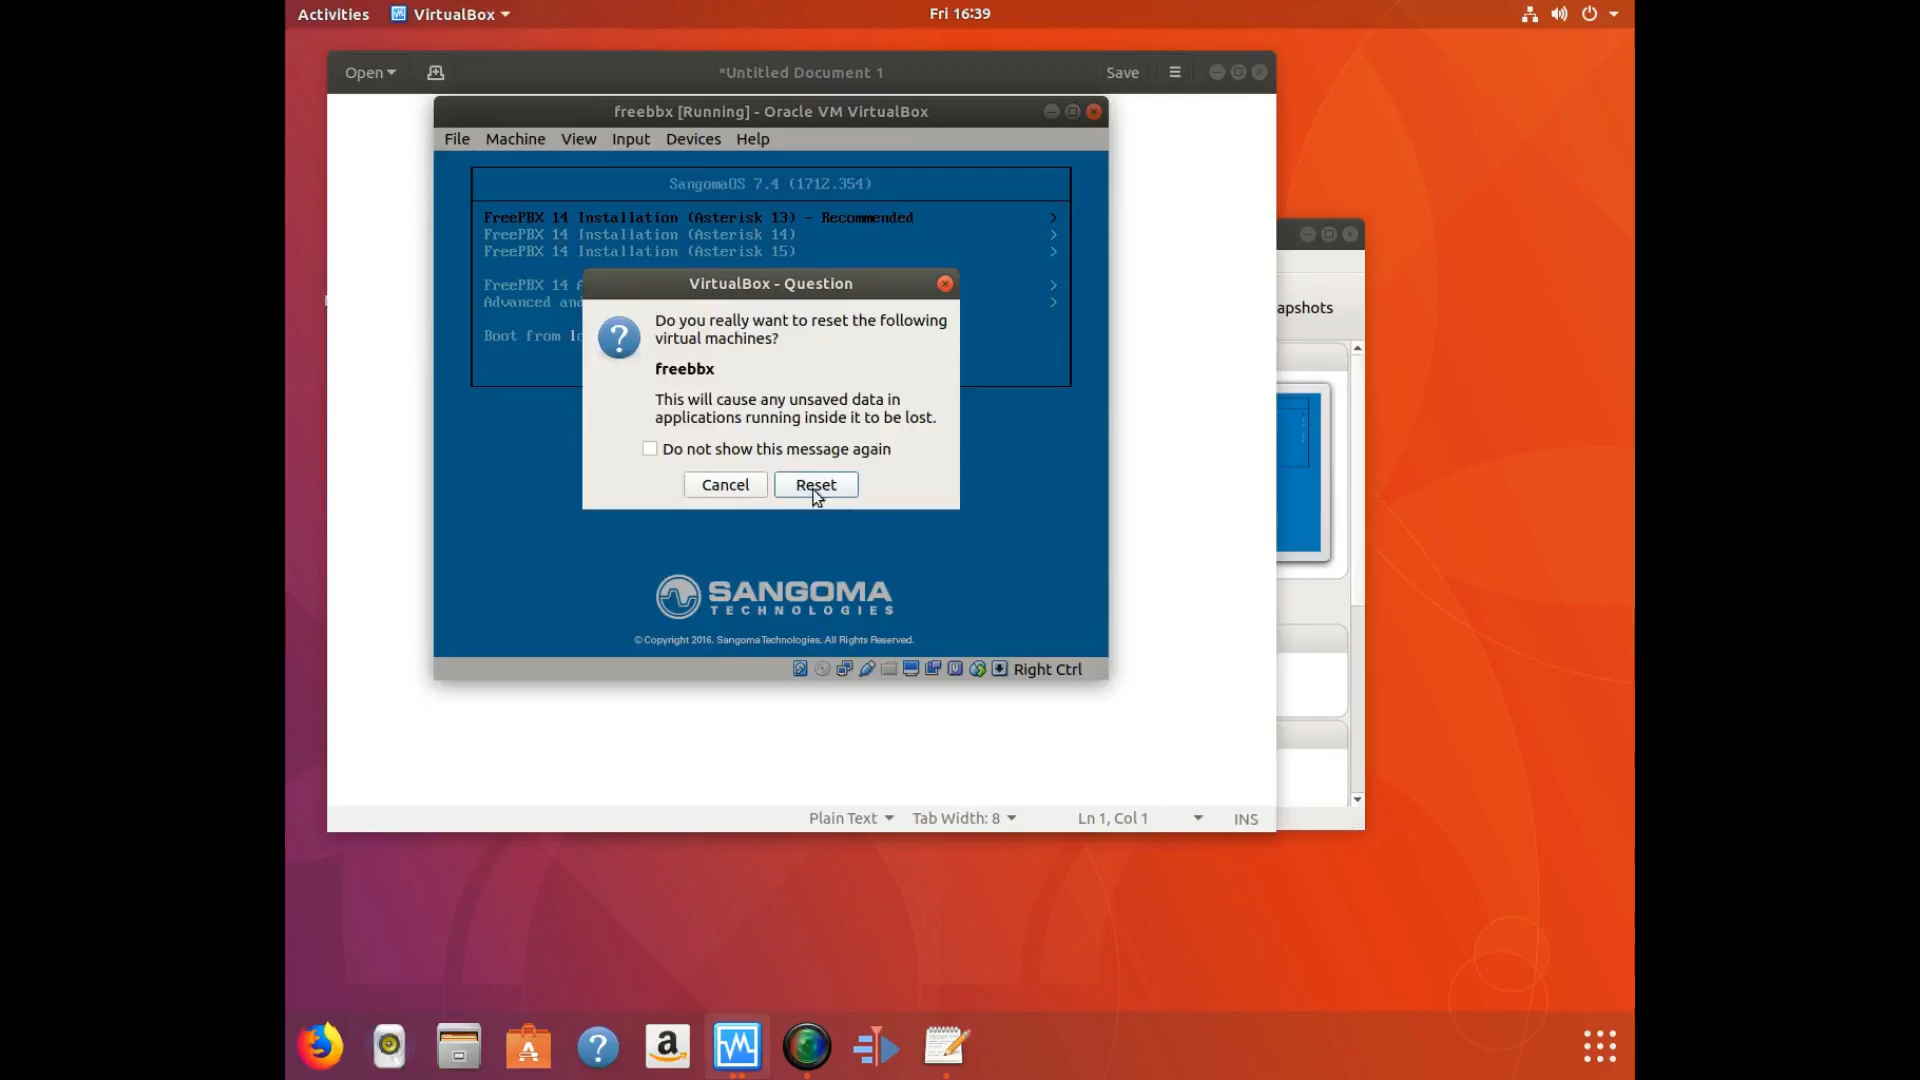 Activities
VirtualBox
Fri 16:39
Open
*Untitled Document 1
Save
freebbx [Running] - Oracle VM VirtualBox
File
Machine
View
Input
Devices
Help
SangomaOS 7.4 (1712.354)
FreePBX 14 Installation (Asterisk 13) - Recommended >
FreePBX 14 Installation (Asterisk 14) >
FreePBX 14 Installation (Asterisk 15) >
FreePBX 14 A >
Advanced and >
Boot from lo
VirtualBox - Question
Do you really want to reset the following
virtual machines?
freebbx
This will cause any unsaved data in
applications running inside it to be lost.
Do not show this message again
Cancel
Reset
apshots
SANGOMA
TECHNOLOGIES
© Copyright 2016. Sangoma Technologies. All Rights Reserved.
Right Ctrl
Plain Text
Tab Width: 8
Ln 1, Col 1
INS